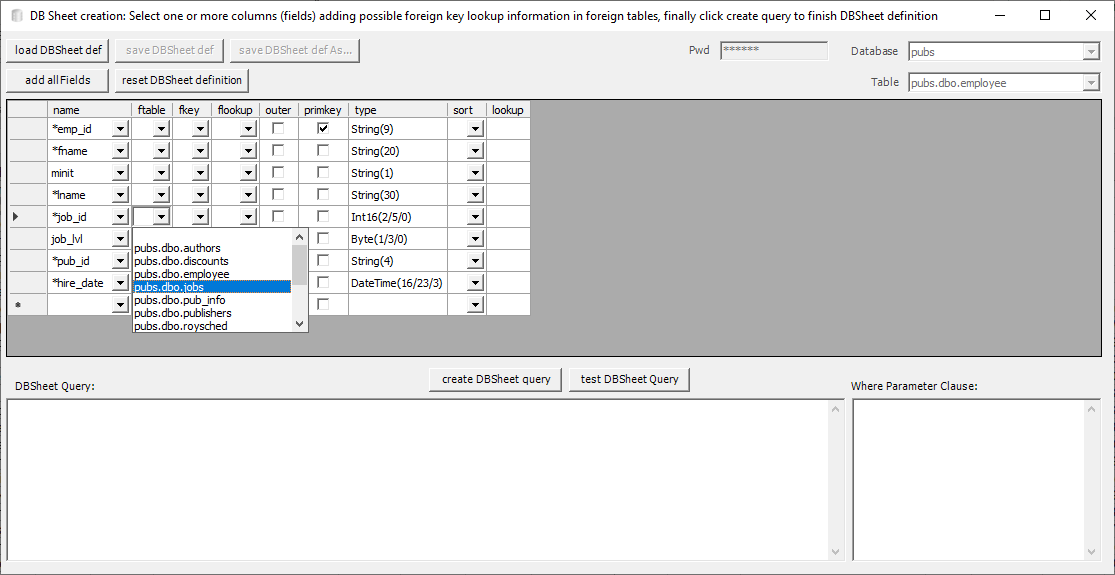 DB Sheet creation: Select one or more columns (fields) adding possible foreign key lookup information in foreign tables, finally click create query to finish DBSheet definition
load DBSheet def save DBSheet def save DBSheet def As... Pwd ****** Database pubs
add all Fields reset DBSheet definition Table pubs.dbo.employee
name ftable fkey flookup outer primkey type sort lookup
*emp_id String(9)
*fname String(20)
minit String(1)
*lname String(30)
*job_id Int16(2/5/0)
job_lvl Byte(1/3/0)
*pub_id String(4)
*hire_date DateTime(16/23/3)
*
pubs.dbo.authors
pubs.dbo.discounts
pubs.dbo.employee
pubs.dbo.jobs
pubs.dbo.pub_info
pubs.dbo.publishers
pubs.dbo.roysched
DBSheet Query: create DBSheet query test DBSheet Query Where Parameter Clause: